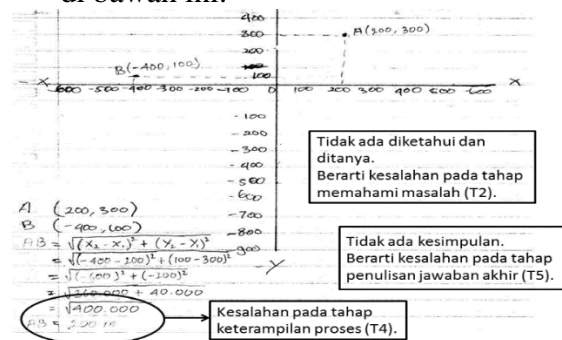 di bawah ini.
400
300
A (200, 300)
200
B (-400, 100)
100
-X -600 -500 -400 -300 -200 -100 0 100 200 300 400 500 600 X
-100
-200
-300
-400
-500
-600
-700
-800
-900
-Y
Tidak ada diketahui dan
ditanya.
Berarti kesalahan pada tahap
memahami masalah (T2).
A (200, 300)
B (-400, 100)
AB = √(X₂ - X₁)² + (Y₂ - Y₁)²
= √(-400 - 200)² + (100 - 300)²
= √(-600)² + (-200)²
= √360.000 + 40.000
= √400.000
AB = 200 m
Tidak ada kesimpulan.
Berarti kesalahan pada tahap
penulisan jawaban akhir (T5).
Kesalahan pada tahap
keterampilan proses (T4).